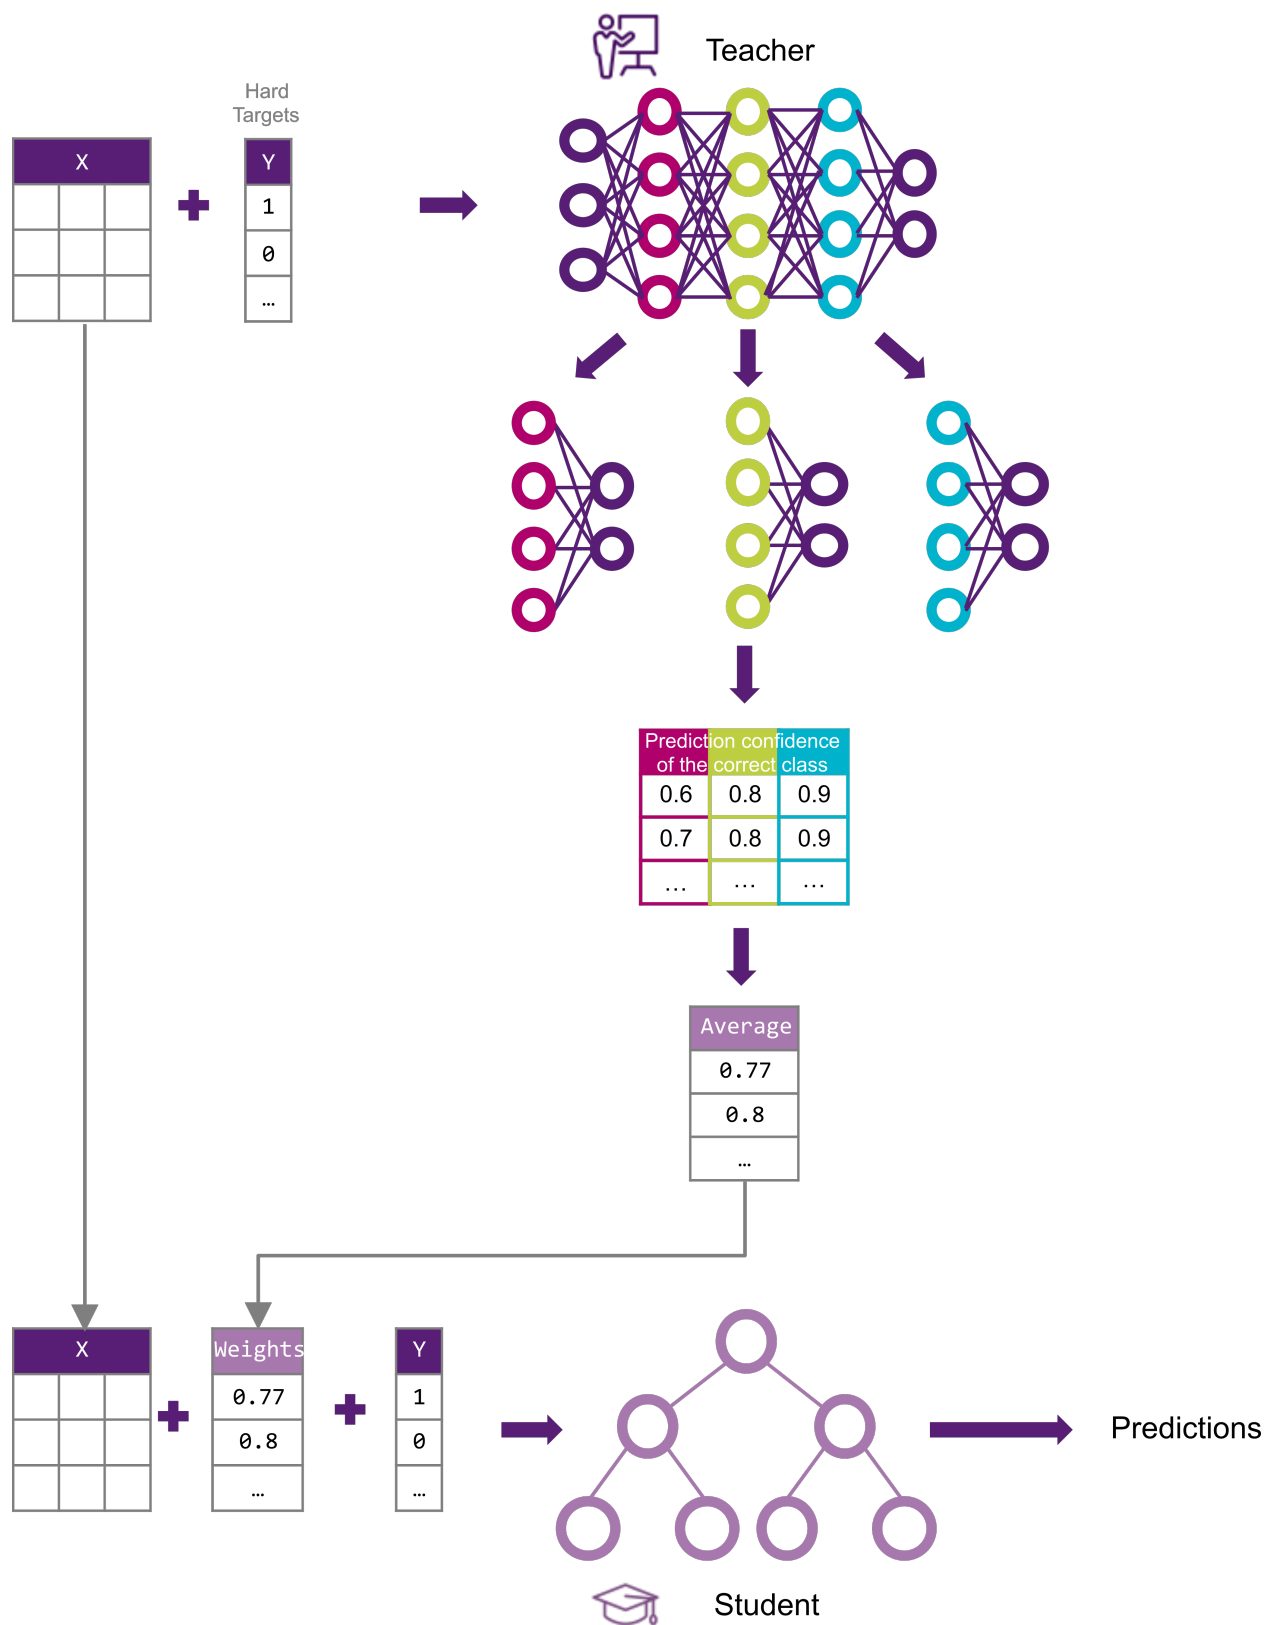 Teacher
Hard
Targets
X
Y
1
0
…
Prediction confidence
of the correct class
0.6 0.8 0.9
0.7 0.8 0.9
… … …
Average
0.77
0.8
…
X
Weights
Y
0.77
1
0.8
0
…
…
Predictions
Student